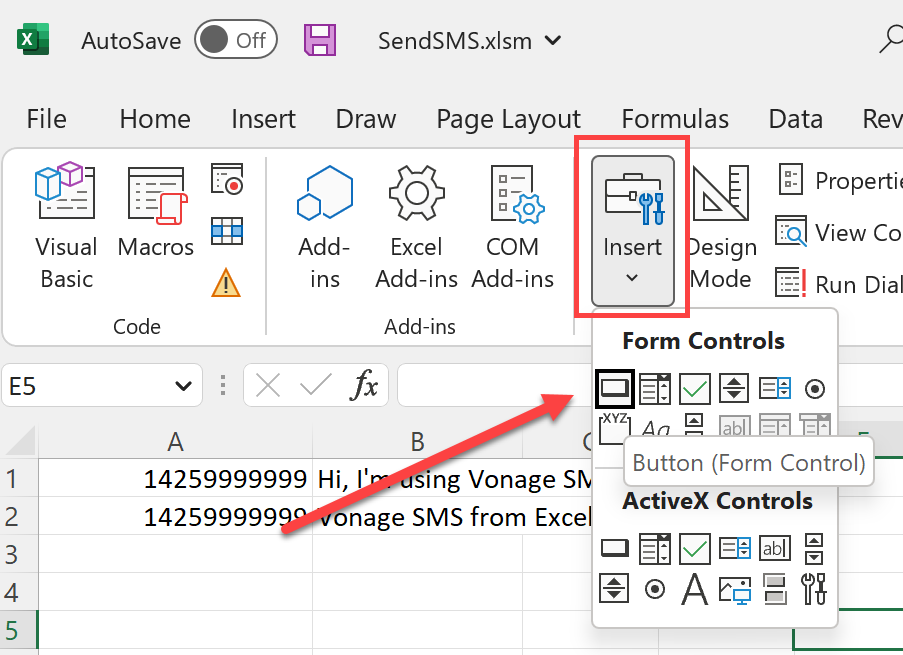 X AutoSave Off SendSMS.xlsm
File Home Insert Draw Page Layout Formulas Data Rev
Visual Basic
Macros
Add-ins
Excel Add-ins
COM Add-ins
Insert
Design Mode
Propertie
View Co
Run Dial
Code
Add-ins
Form Controls
E5
fx
XYZ Aa ab|
Button (Form Control)
A B
1 14259999999 Hi, I'm using Vonage SM
2 14259999999 Vonage SMS from Excel
ActiveX Controls
3
ab|
4
A
5